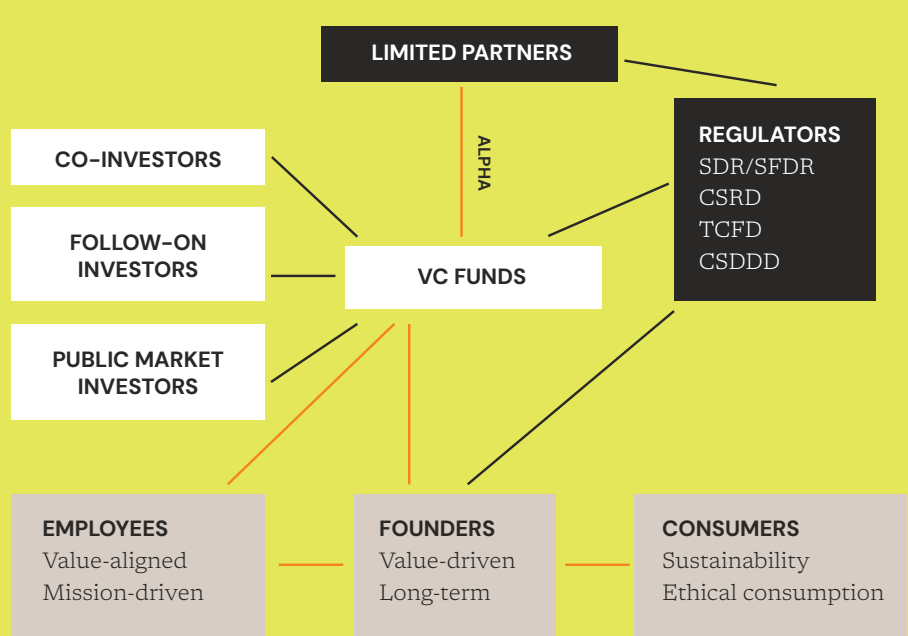 LIMITED PARTNERS
REGULATORS
SDR/SFDR
CSRD
TCFD
CSDDD
ALPHA
CO-INVESTORS
FOLLOW-ON
INVESTORS
VC FUNDS
PUBLIC MARKET
INVESTORS
EMPLOYEES
Value-aligned
Mission-driven
FOUNDERS
Value-driven
Long-term
CONSUMERS
Sustainability
Ethical consumption